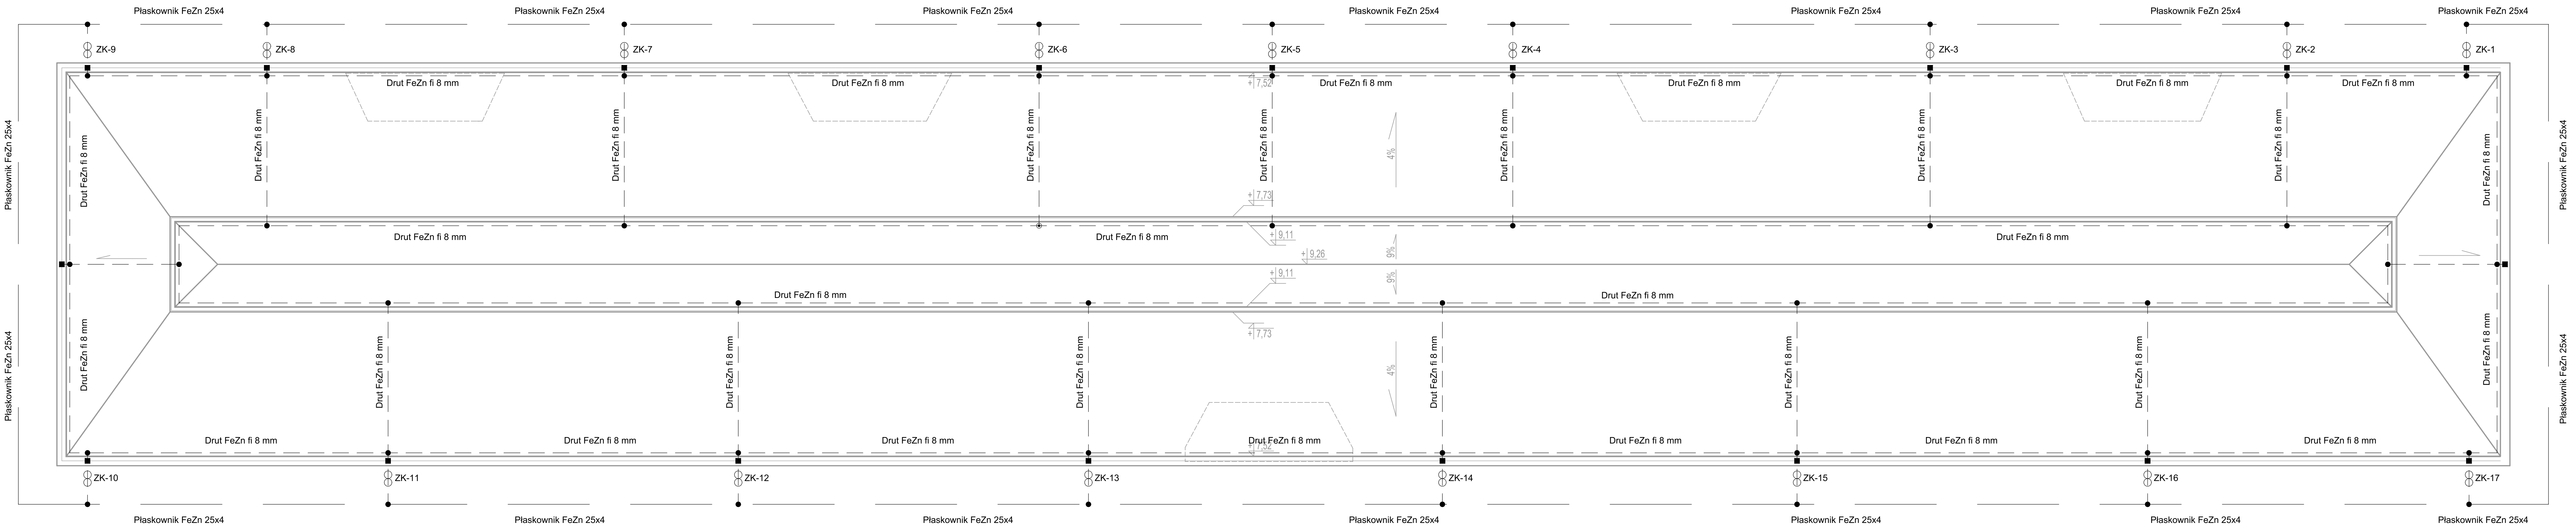 Płaskownik FeZn 25x4
Płaskownik FeZn 25x4
Płaskownik FeZn 25x4
Płaskownik FeZn 25x4
Płaskownik FeZn 25x4
Płaskownik FeZn 25x4
Płaskownik FeZn 25x4
ZK-9
ZK-8
ZK-7
ZK-6
ZK-5
ZK-4
ZK-3
ZK-2
ZK-1
Drut FeZn fi 8 mm
Drut FeZn fi 8 mm
+ 7,52
Drut FeZn fi 8 mm
Drut FeZn fi 8 mm
Drut FeZn fi 8 mm
Drut FeZn fi 8 mm
Płaskownik FeZn 25x4
Drut FeZn fi 8 mm
Drut FeZn fi 8 mm
Drut FeZn fi 8 mm
Drut FeZn fi 8 mm
Drut FeZn fi 8 mm
4%
Drut FeZn fi 8 mm
Drut FeZn fi 8 mm
Drut FeZn fi 8 mm
Drut FeZn fi 8 mm
Płaskownik FeZn 25x4
+ 7,73
Drut FeZn fi 8 mm
Drut FeZn fi 8 mm
+ 9,11
Drut FeZn fi 8 mm
+ 9,26
9%
+ 9,11
9%
Drut FeZn fi 8 mm
Drut FeZn fi 8 mm
+ 7,73
Płaskownik FeZn 25x4
Drut FeZn fi 8 mm
Drut FeZn fi 8 mm
Drut FeZn fi 8 mm
Drut FeZn fi 8 mm
4%
Drut FeZn fi 8 mm
Drut FeZn fi 8 mm
Drut FeZn fi 8 mm
Drut FeZn fi 8 mm
Płaskownik FeZn 25x4
Drut FeZn fi 8 mm
Drut FeZn fi 8 mm
Drut FeZn fi 8 mm
Drut FeZn fi 8 mm
+ 7,52
Drut FeZn fi 8 mm
Drut FeZn fi 8 mm
Drut FeZn fi 8 mm
ZK-10
ZK-11
ZK-12
ZK-13
ZK-14
ZK-15
ZK-16
ZK-17
Płaskownik FeZn 25x4
Płaskownik FeZn 25x4
Płaskownik FeZn 25x4
Płaskownik FeZn 25x4
Płaskownik FeZn 25x4
Płaskownik FeZn 25x4
Płaskownik FeZn 25x4